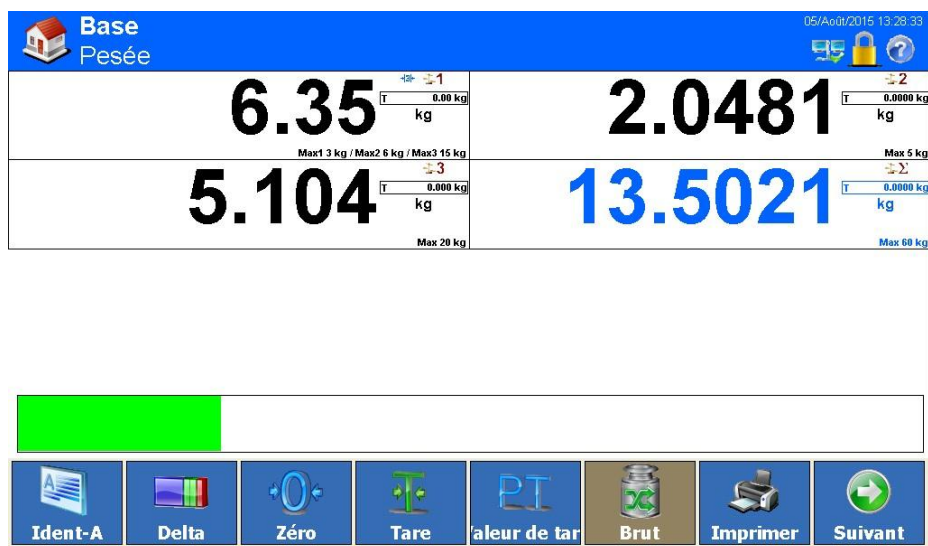 Base
05/Août/2015 13:28:33
Pesée
6.35
1
T 0.00 kg
kg
Max1 3 kg / Max2 6 kg / Max3 15 kg
2.0481
2
T 0.0000 kg
kg
Max 5 kg
5.104
3
T 0.000 kg
kg
Max 20 kg
13.5021
Σ
T 0.0000 kg
kg
Max 60 kg
Ident-A
Delta
Zéro
Tare
PT
aleur de tar
Brut
Imprimer
Suivant